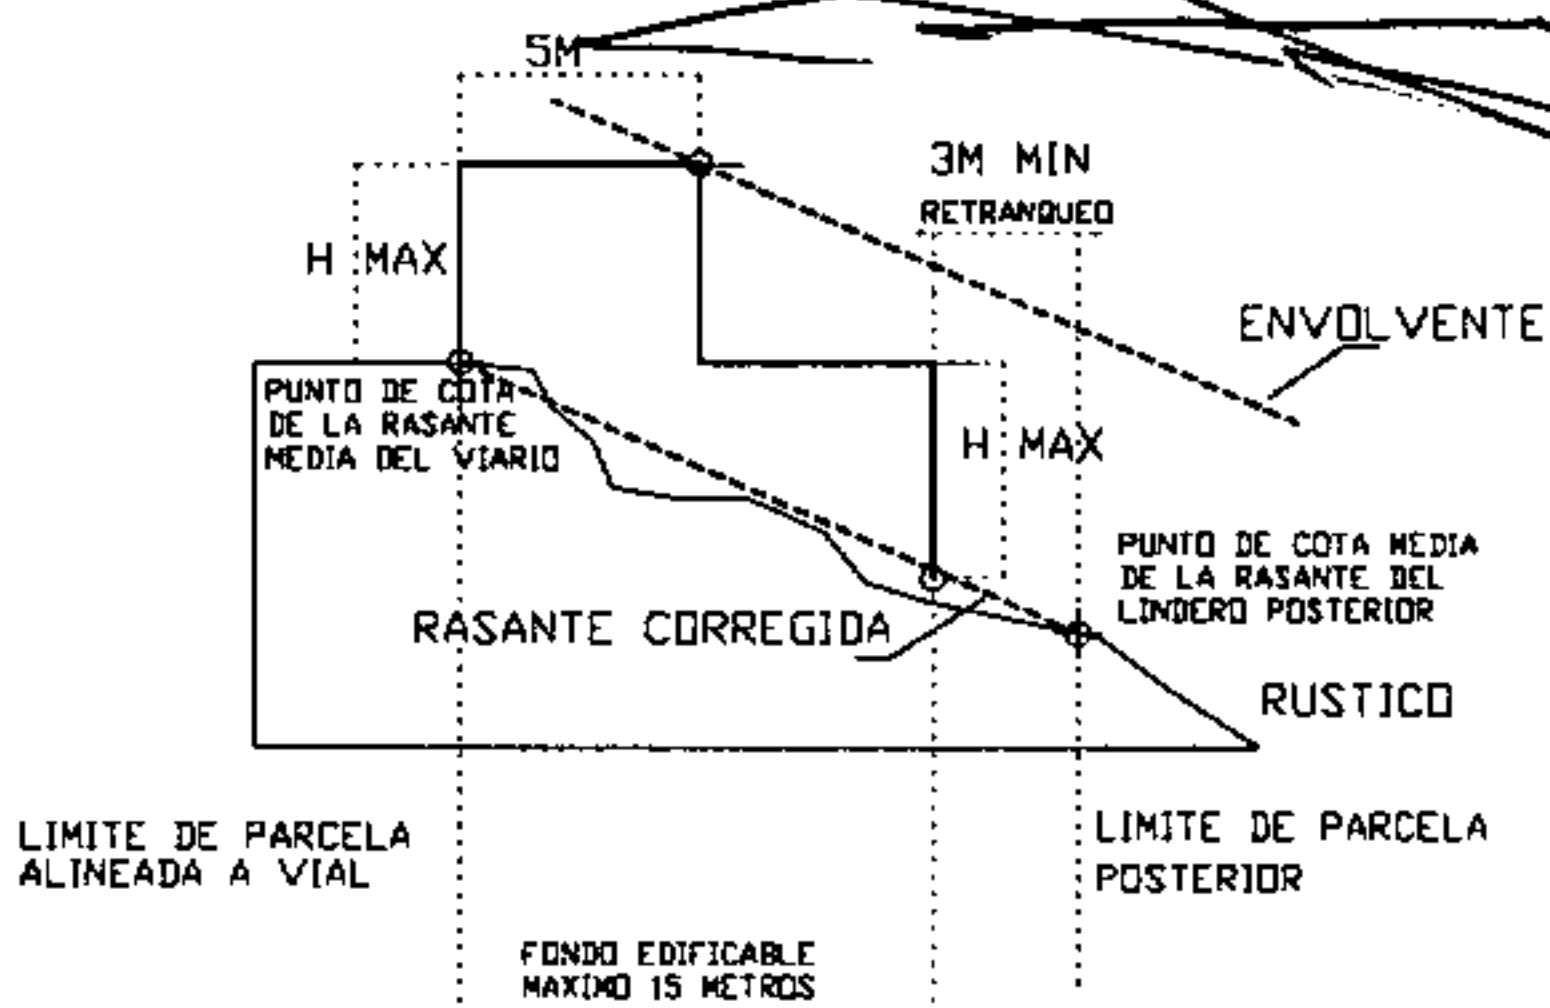 5M
3M MIN
RETRANQUEO
H MAX
ENVOLVENTE
PUNTO DE COTA
DE LA RASANTE
MEDIA DEL VIARIO
H MAX
PUNTO DE COTA MEDIA
DE LA RASANTE DEL
LINDERO POSTERIOR
RASANTE CORREGIDA
RUSTICO
LIMITE DE PARCELA
ALINEADA A VIAL
LIMITE DE PARCELA
POSTERIOR
FONDO EDIFICABLE
MAXIMO 15 METROS